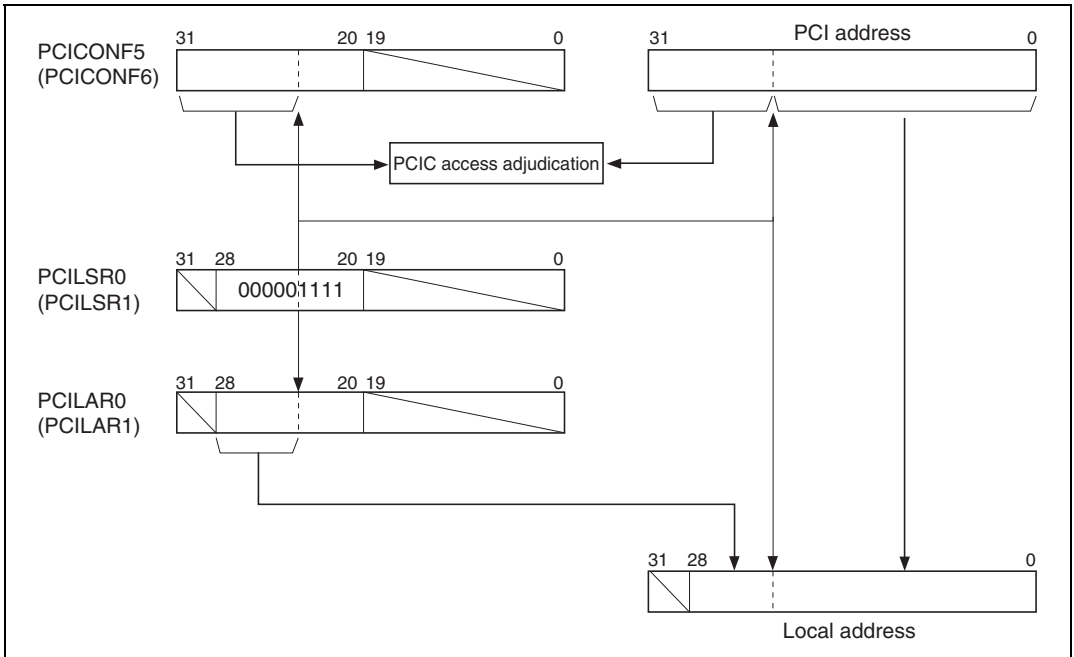 PCICONF5
(PCICONF6)
31 20 19 0
PCI address
31 0
PCIC access adjudication
PCILSR0
(PCILSR1)
31 28 20 19 0
000001111
PCILAR0
(PCILAR1)
31 28 20 19 0
31 28 0
Local address